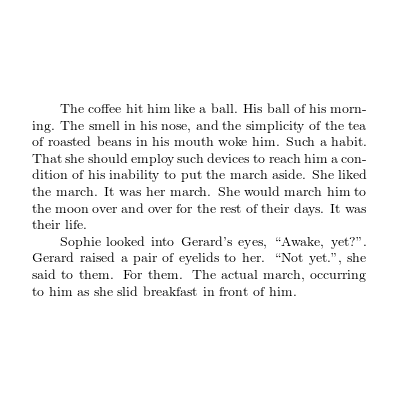 The coffee hit him like a ball. His ball of his morn-
ing. The smell in his nose, and the simplicity of the tea
of roasted beans in his mouth woke him. Such a habit.
That she should employ such devices to reach him a con-
dition of his inability to put the march aside. She liked
the march. It was her march. She would march him to
the moon over and over for the rest of their days. It was
their life.
Sophie looked into Gerard's eyes, “Awake, yet?”.
Gerard raised a pair of eyelids to her. “Not yet.”, she
said to them. For them. The actual march, occurring
to him as she slid breakfast in front of him.